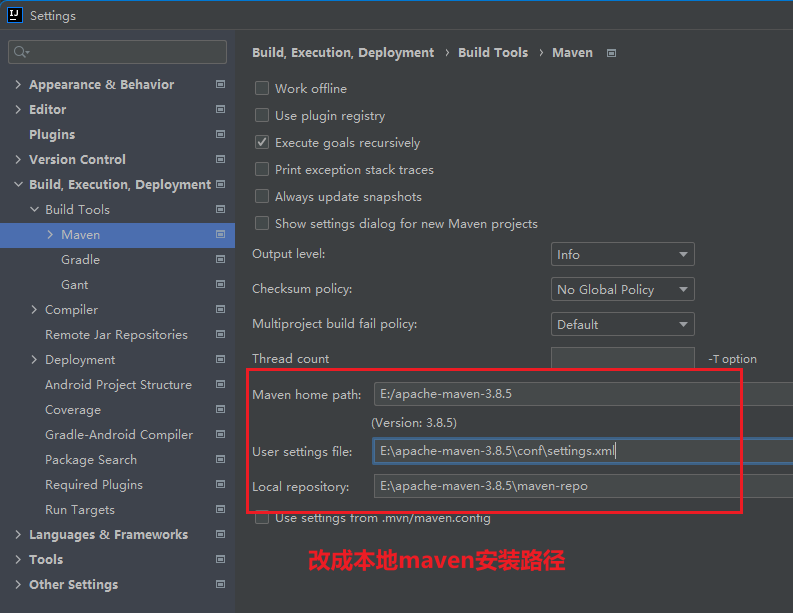 Settings
Appearance & Behavior
Editor
Plugins
Version Control
Build, Execution, Deployment
Build Tools
Maven
Gradle
Gant
Compiler
Remote Jar Repositories
Deployment
Android Project Structure
Coverage
Gradle-Android Compiler
Package Search
Required Plugins
Run Targets
Languages & Frameworks
Tools
Other Settings
Build, Execution, Deployment › Build Tools › Maven
Work offline
Use plugin registry
Execute goals recursively
Print exception stack traces
Always update snapshots
Show settings dialog for new Maven projects
Output level: Info
Checksum policy: No Global Policy
Multiproject build fail policy: Default
Thread count -T option
Maven home path: E:/apache-maven-3.8.5
(Version: 3.8.5)
User settings file: E:\apache-maven-3.8.5\conf\settings.xml
Local repository: E:\apache-maven-3.8.5\maven-repo
Use settings from .mvn/maven.config
改成本地maven安装路径